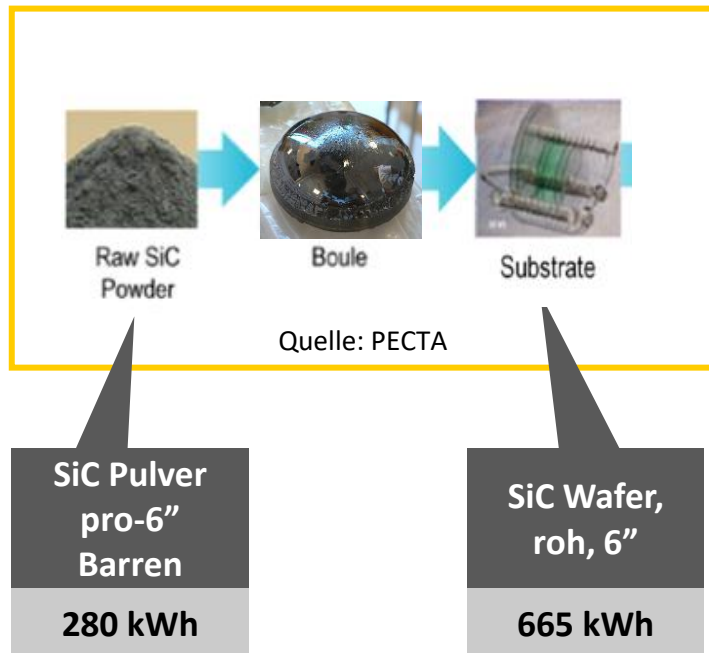 Raw SiC
Powder
Boule
Substrate
Quelle: PECTA
SiC Pulver
pro-6”
Barren
280 kWh
SiC Wafer,
roh, 6”
665 kWh